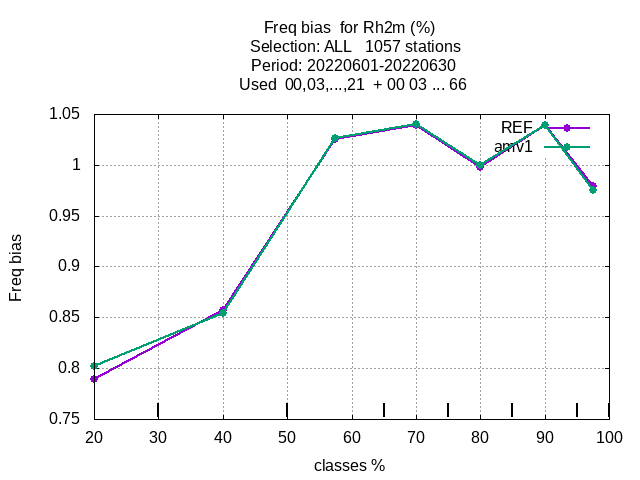 Freq bias  for Rh2m (%)
Selection: ALL   1057 stations
Period: 20220601-20220630
Used  00,03,...,21  + 00 03 ... 66
1.05
1
0.95
0.9
0.85
0.8
0.75
Freq bias
REF
amv1
20 30 40 50 60 70 80 90 100
classes %